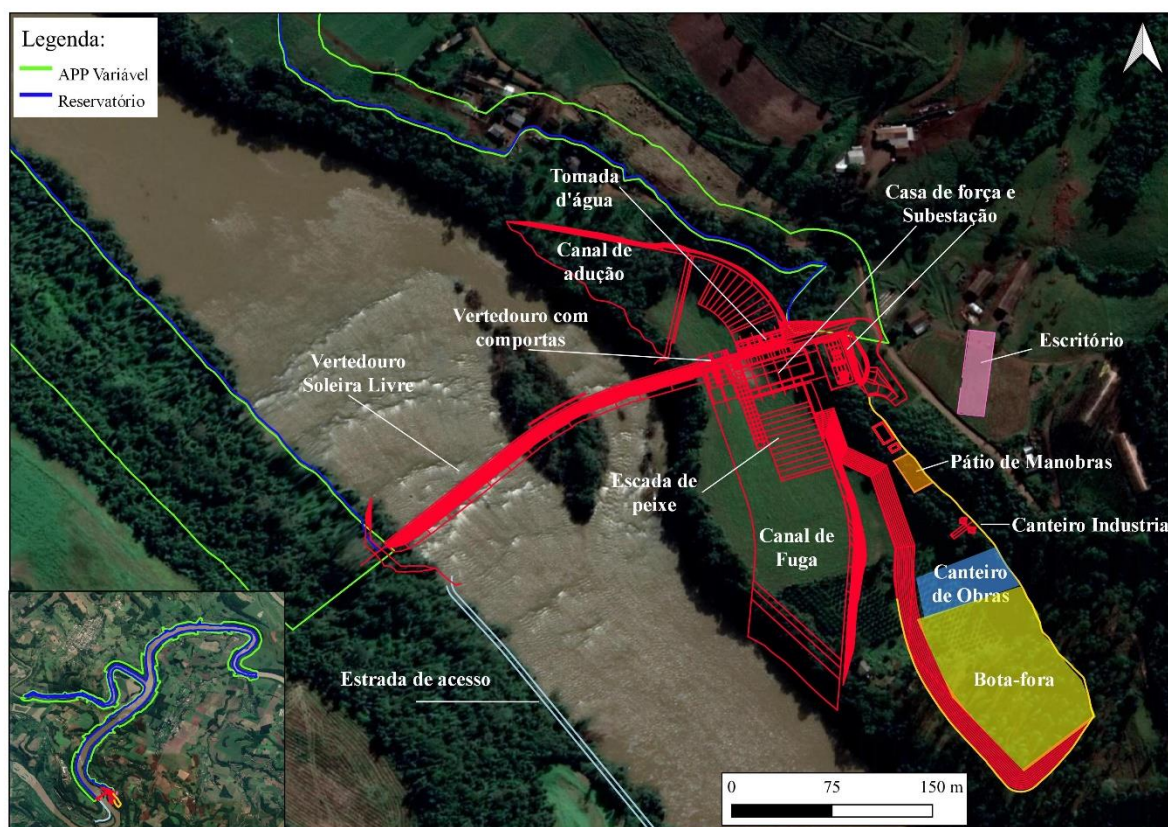 Legenda:
APP Variável
Reservatório
Tomada
d'água
Casa de força e
Subestação
Canal de
adução
Vertedouro com
comportas
Escritório
Vertedouro
Soleira Livre
Pátio de Manobras
Escada de
peixe
Canteiro Industria
Canal de
Fuga
Canteiro
de Obras
Estrada de acesso
Bota-fora
0 75 150 m